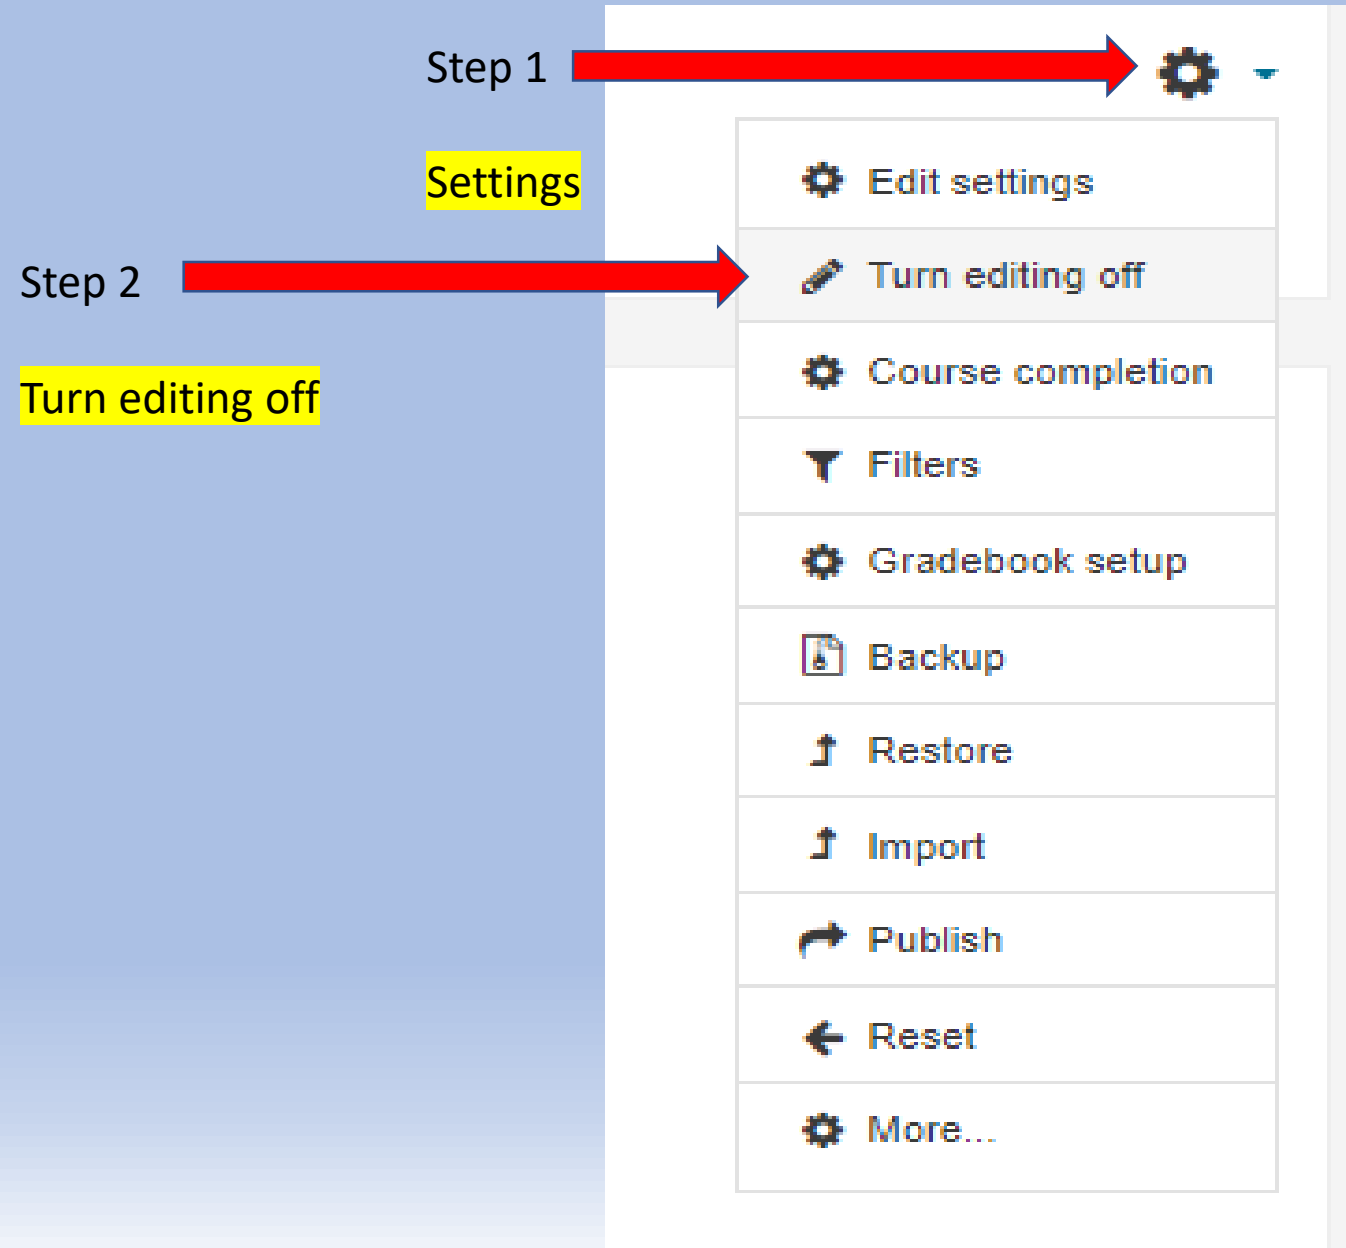 Step 1
Settings
Step 2
Turn editing off
Edit settings
Turn editing off
Course completion
Filters
Gradebook setup
Backup
Restore
Import
Publish
Reset
More...